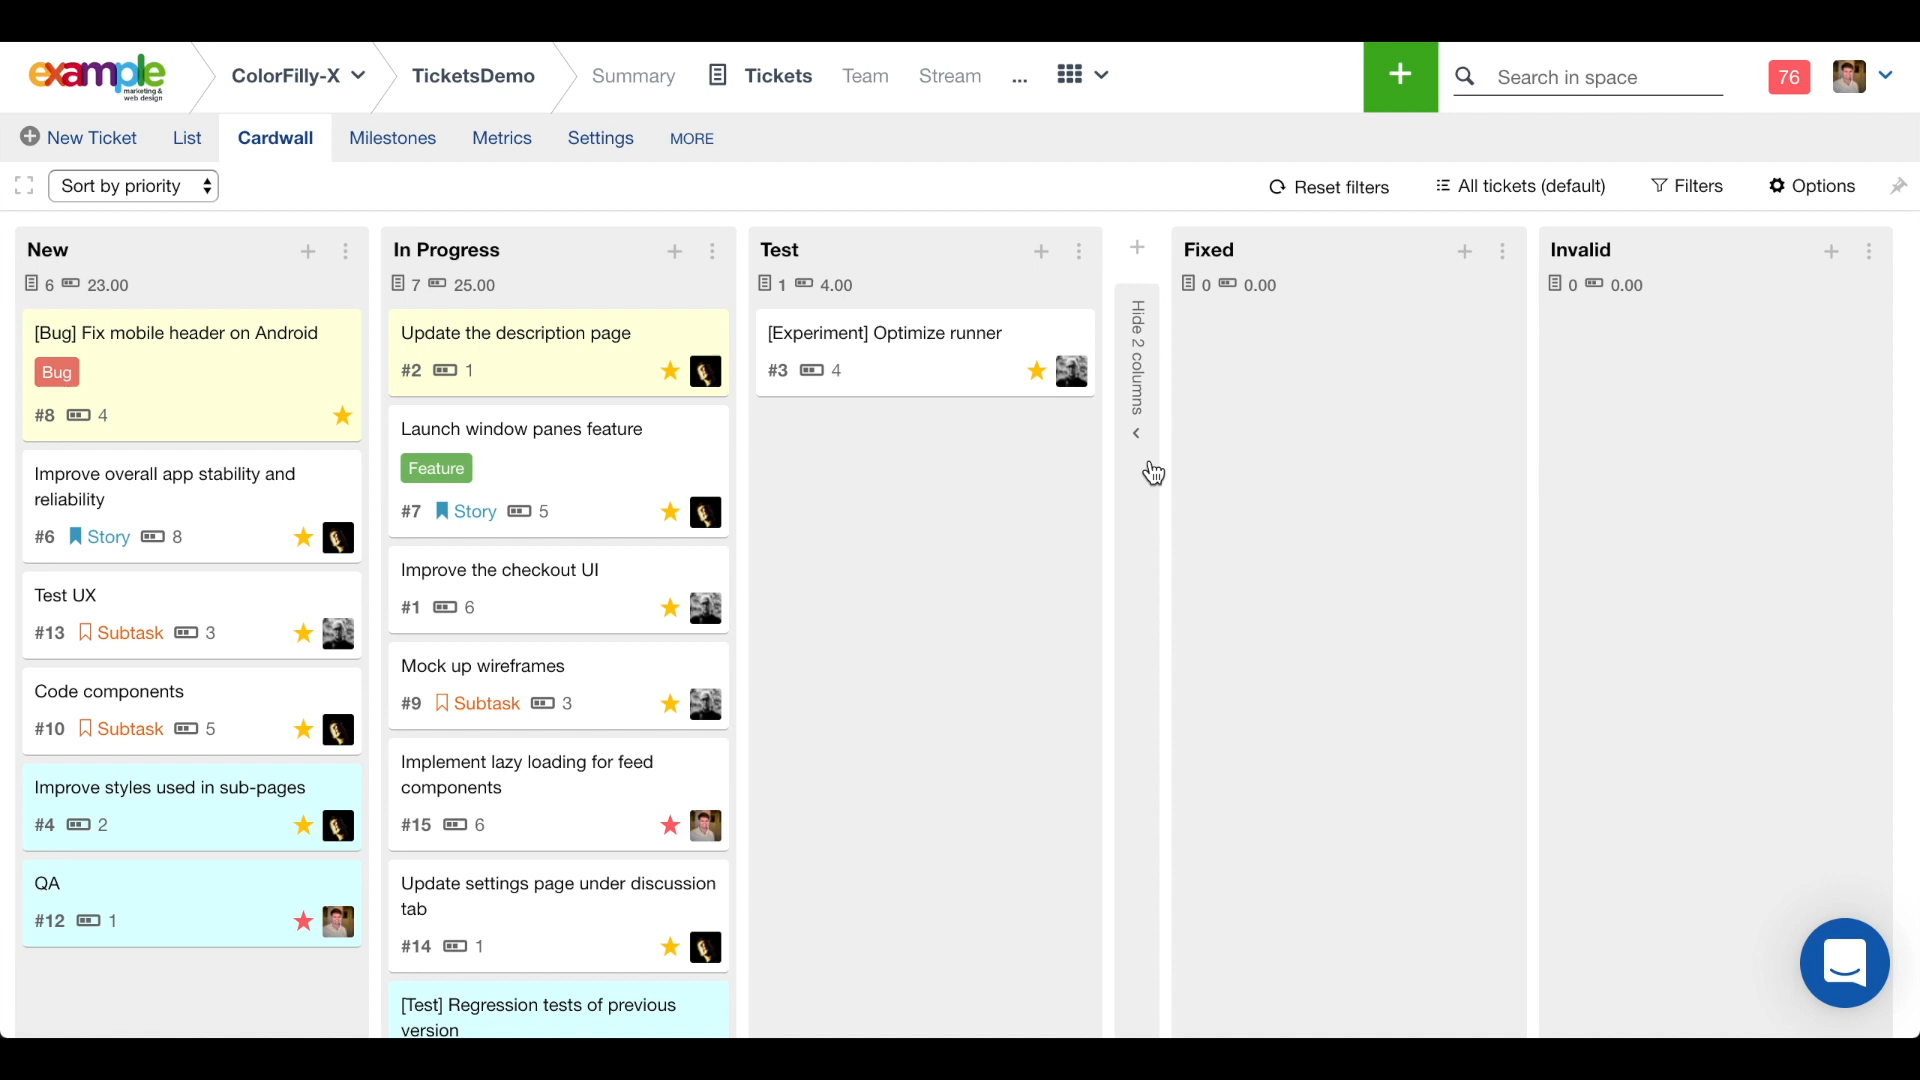 example
marketing &
web design
ColorFilly-X
TicketsDemo
Summary
Tickets
Team
Stream
...
+
Search in space
76
New Ticket
List
Cardwall
Milestones
Metrics
Settings
MORE
Sort by priority
Reset filters
All tickets (default)
Filters
Options
New
6 23.00
[Bug] Fix mobile header on Android
Bug
#8 4
Improve overall app stability and
reliability
#6 Story 8
Test UX
#13 Subtask 3
Code components
#10 Subtask 5
Improve styles used in sub-pages
#4 2
QA
#12 1
In Progress
7 25.00
Update the description page
#2 1
Launch window panes feature
Feature
#7 Story 5
Improve the checkout UI
#1 6
Mock up wireframes
#9 Subtask 3
Implement lazy loading for feed
components
#15 6
Update settings page under discussion
tab
#14 1
[Test] Regression tests of previous
version
Test
1 4.00
[Experiment] Optimize runner
#3 4
Hide 2 columns
Fixed
0 0.00
Invalid
0 0.00